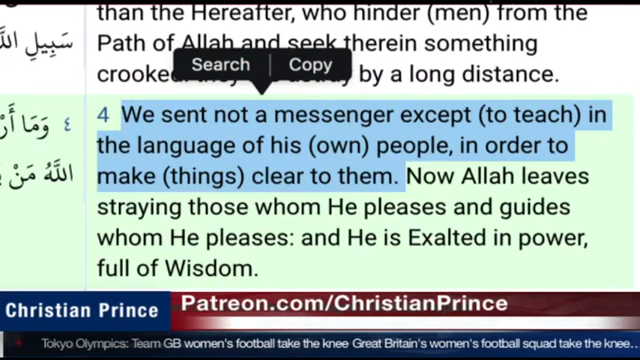 than the Hereafter, who hinder (men) from the
سَبِيلِ
Path of Allah and seek therein something
Search Copy
crooked by a long distance.
٤ وَمَا
4 We sent not a messenger except (to teach) in
the language of his (own) people, in order to
اللَّهُ مَنْ
make (things) clear to them. Now Allah leaves
straying those whom He pleases and guides
whom He pleases: and He is Exalted in power,
full of Wisdom.
Christian Prince
Patreon.com/ChristianPrince
Tokyo Olympics: Team GB women's football take the knee Great Britain's women's football squad take the knee...